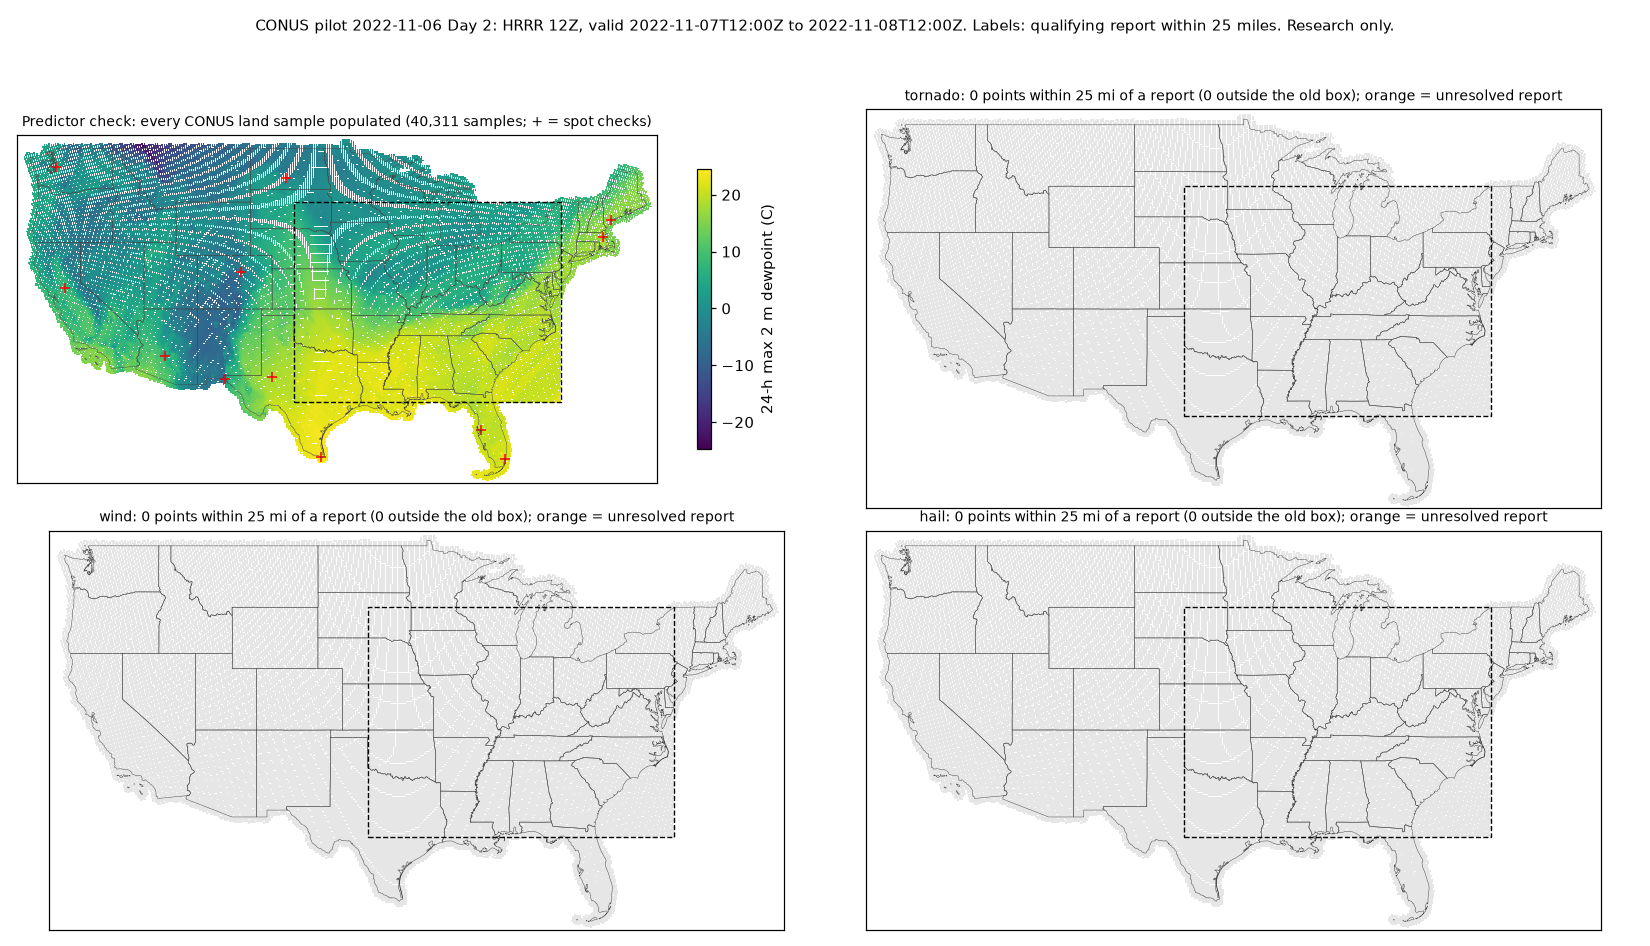 CONUS pilot 2022-11-06 Day 2: HRRR 12Z, valid 2022-11-07T12:00Z to 2022-11-08T12:00Z. Labels: qualifying report within 25 miles. Research only.
Predictor check: every CONUS land sample populated (40,311 samples; + = spot checks)
20
10
0
−10
−20
24-h max 2 m dewpoint (C)
tornado: 0 points within 25 mi of a report (0 outside the old box); orange = unresolved report
wind: 0 points within 25 mi of a report (0 outside the old box); orange = unresolved report
hail: 0 points within 25 mi of a report (0 outside the old box); orange = unresolved report